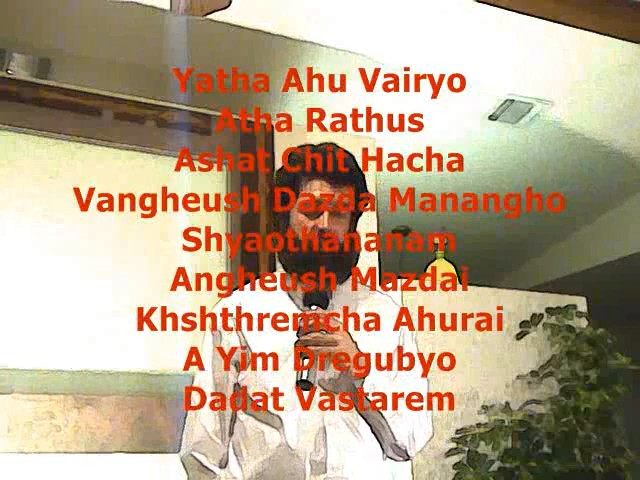 Yatha Ahu Vairyo
Atha Rathus
Ashat Chit Hacha
Vangheush Dazda Manangho
Shyaothananam
Angheush Mazdai
Khshthremcha Ahurai
A Yim Dregubyo
Dadat Vastarem